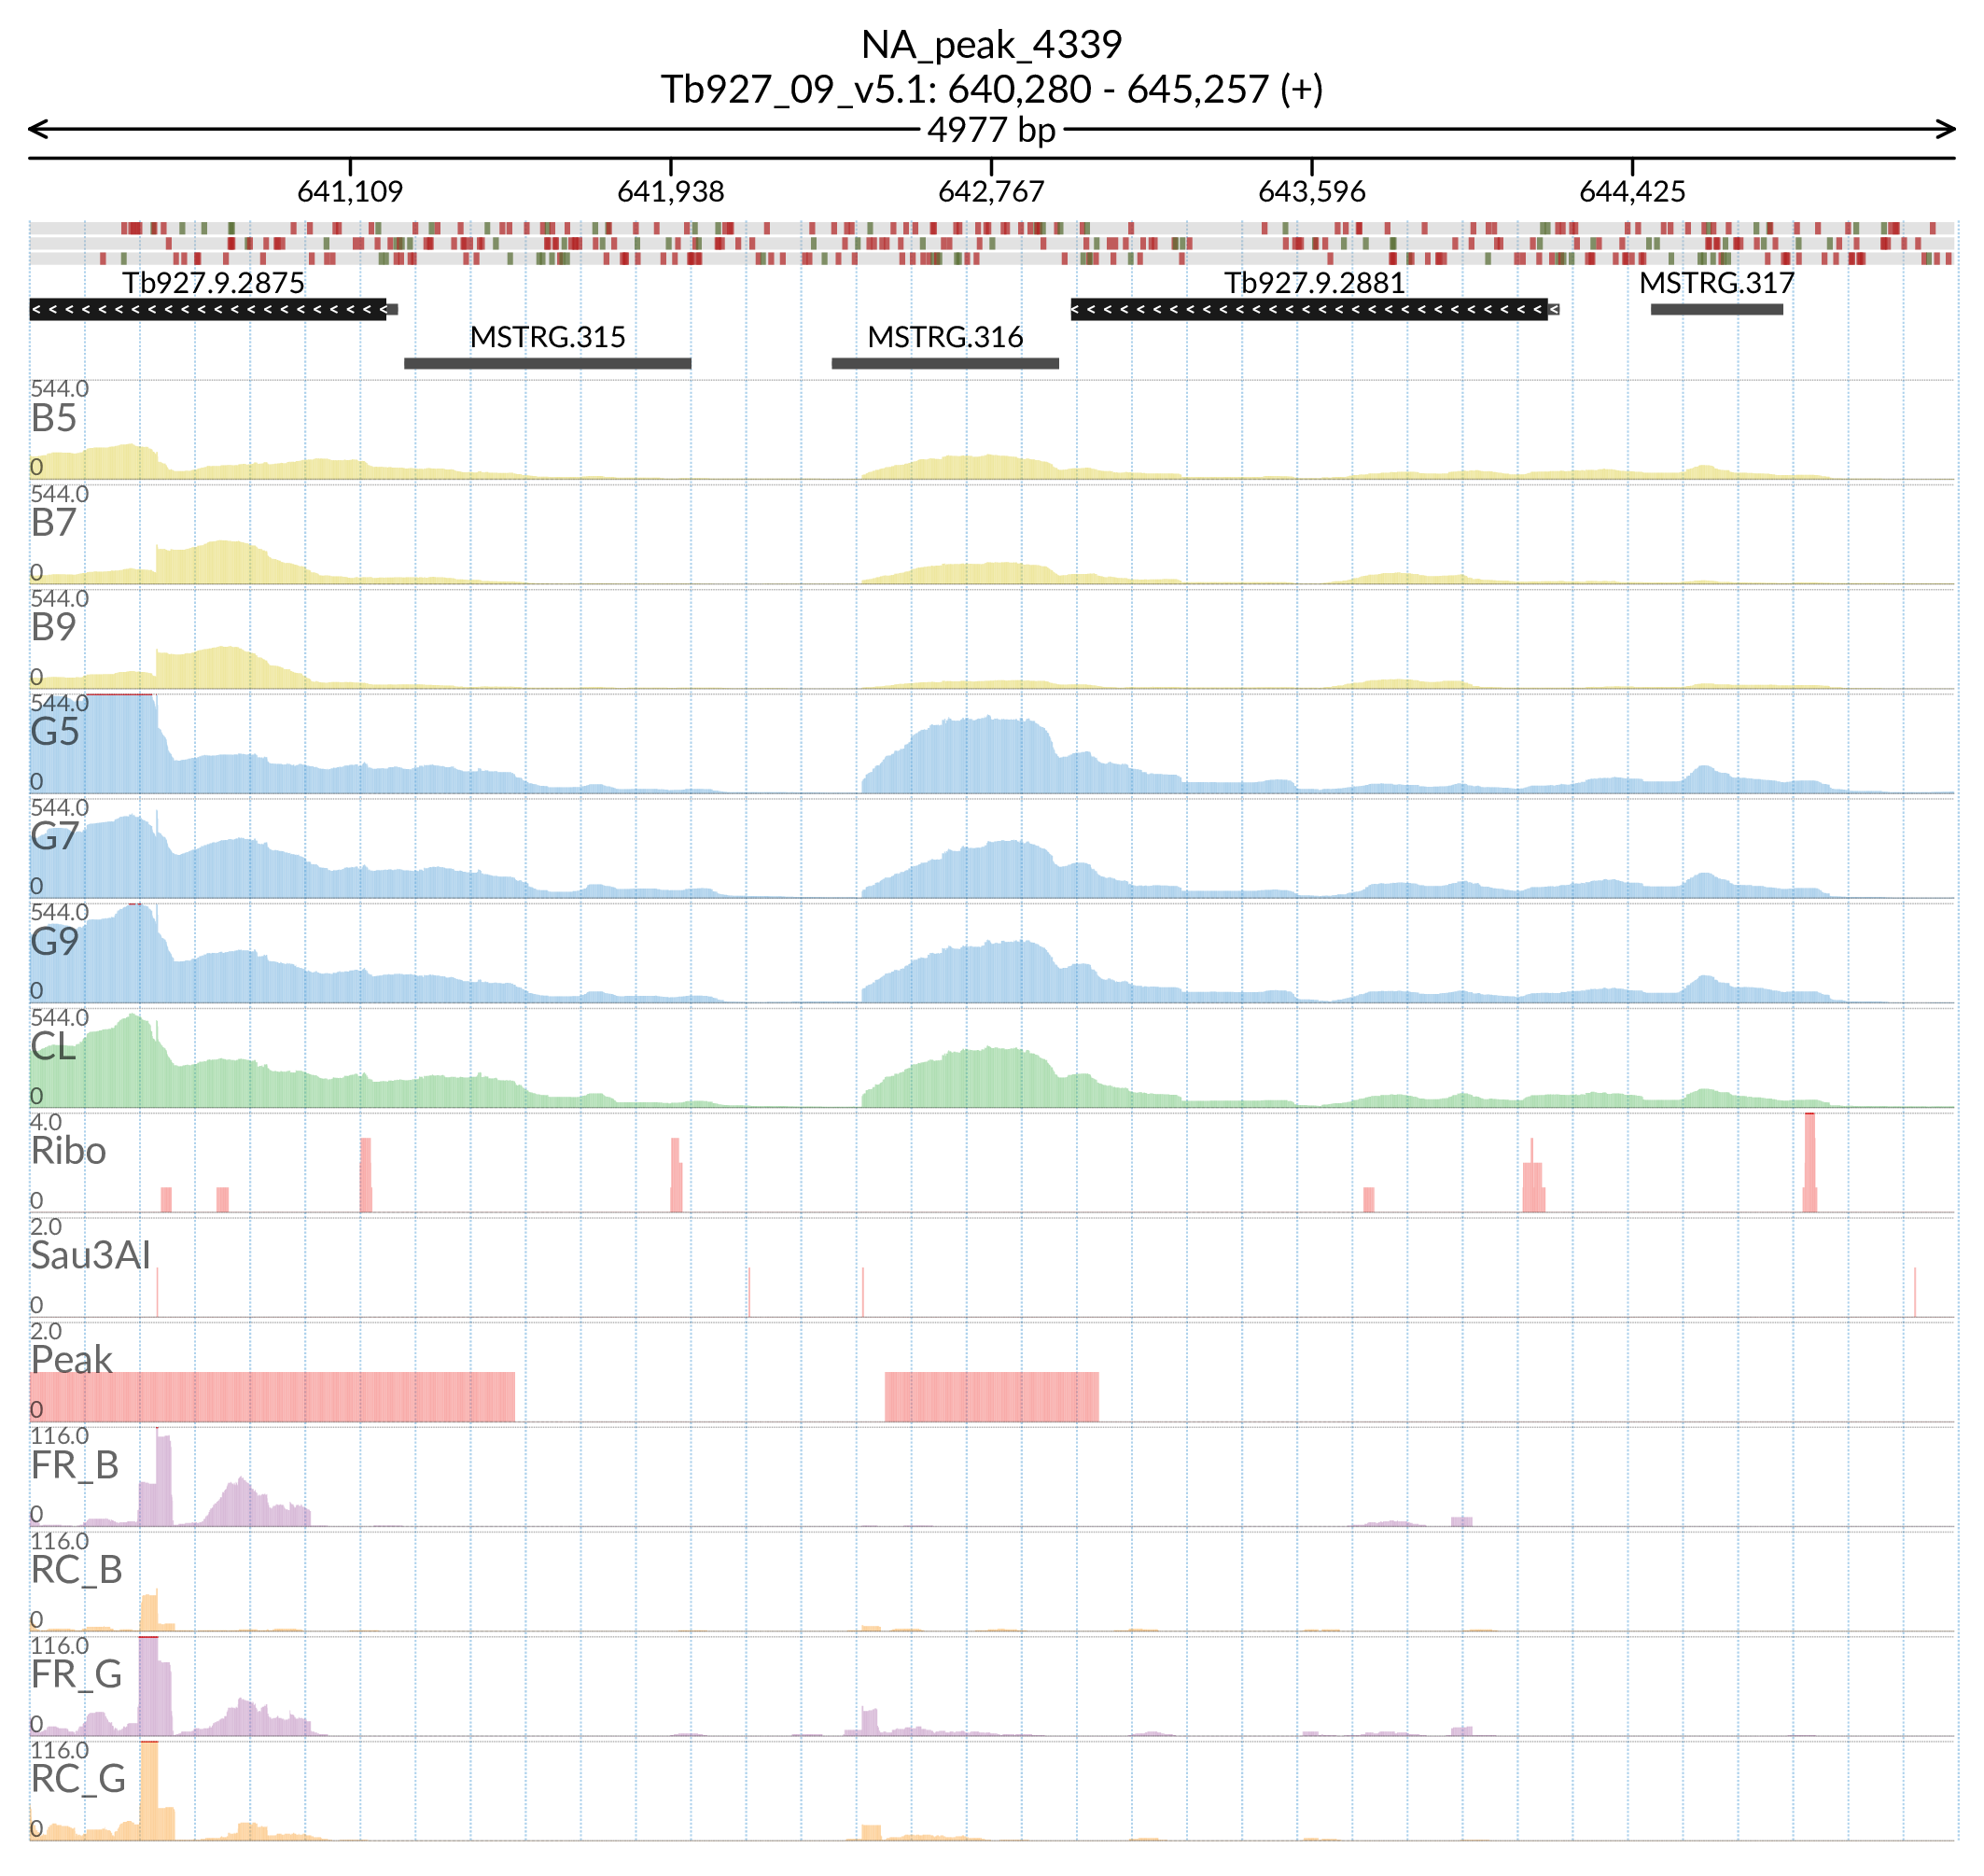 NA_peak_4339
Tb927_09_v5.1: 640,280 - 645,257 (+)
4977 bp
641,109 641,938 642,767 643,596 644,425
Tb927.9.2875 Tb927.9.2881 MSTRG.317
MSTRG.315 MSTRG.316
544.0
B5
0
544.0
B7
0
544.0
B9
0
544.0
G5
0
544.0
G7
0
544.0
G9
0
544.0
CL
0
4.0
Ribo
0
2.0
Sau3AI
0
2.0
Peak
0
116.0
FR_B
0
116.0
RC_B
0
116.0
FR_G
0
116.0
RC_G
0